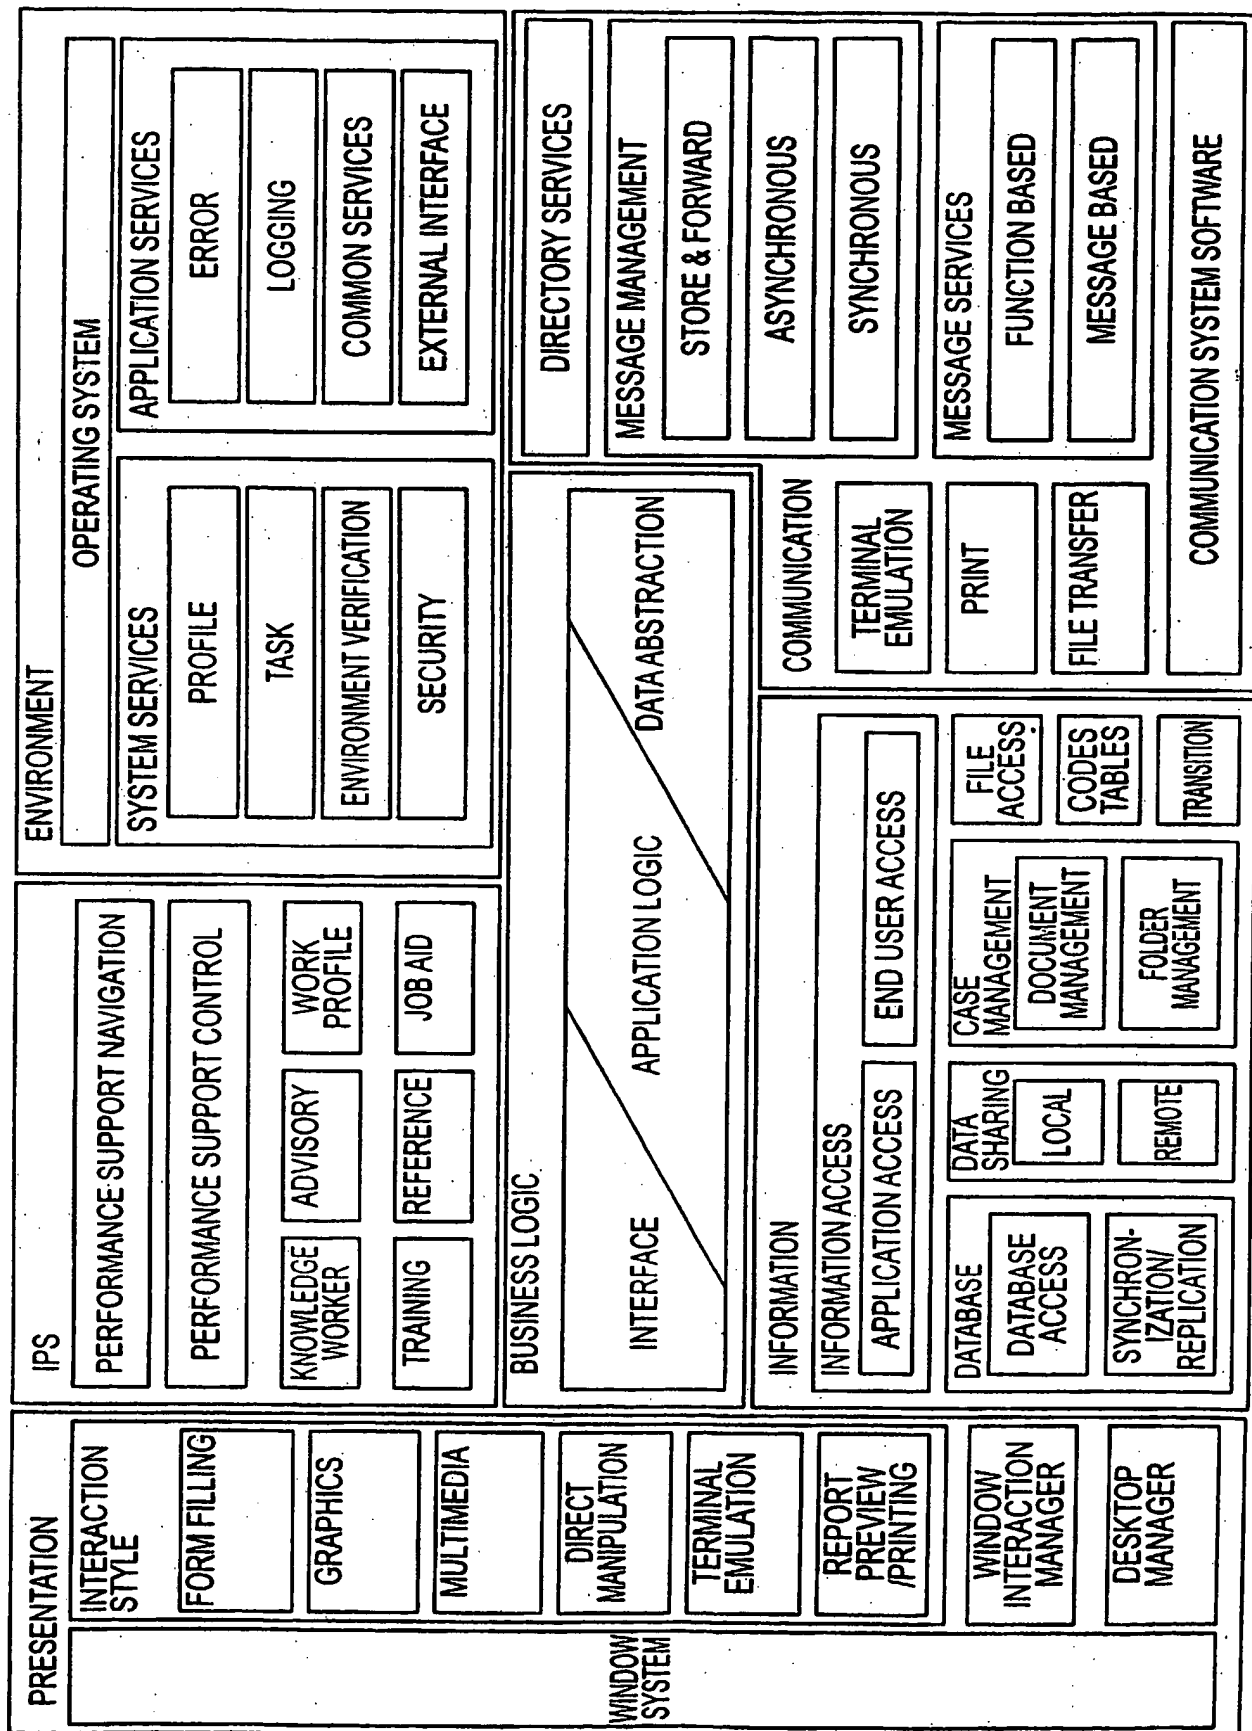 PRESENTATION
WINDOW
SYSTEM
INTERACTION
STYLE
FORM FILLING
GRAPHICS
MULTIMEDIA
DIRECT
MANIPULATION
TERMINAL
EMULATION
REPORT
PREVIEW
/PRINTING
WINDOW
INTERACTION
MANAGER
DESKTOP
MANAGER
IPS
PERFORMANCE SUPPORT NAVIGATION
PERFORMANCE SUPPORT CONTROL
KNOWLEDGE
WORKER
ADVISORY
WORK
PROFILE
TRAINING
REFERENCE
JOB AID
ENVIRONMENT
OPERATING SYSTEM
SYSTEM SERVICES
PROFILE
TASK
ENVIRONMENT VERIFICATION
SECURITY
APPLICATION SERVICES
ERROR
LOGGING
COMMON SERVICES
EXTERNAL INTERFACE
BUSINESS LOGIC
INTERFACE
APPLICATION LOGIC
DATA ABSTRACTION
INFORMATION
INFORMATION ACCESS
APPLICATION ACCESS
END USER ACCESS
DATABASE
DATABASE
ACCESS
SYNCHRON-
IZATION/
REPLICATION
DATA
SHARING
LOCAL
REMOTE
CASE
MANAGEMENT
DOCUMENT
MANAGEMENT
FOLDER
MANAGEMENT
FILE
ACCESS
CODES
TABLES
TRANSITION
COMMUNICATION
TERMINAL
EMULATION
PRINT
FILE TRANSFER
DIRECTORY SERVICES
MESSAGE MANAGEMENT
STORE & FORWARD
ASYNCHRONOUS
SYNCHRONOUS
MESSAGE SERVICES
FUNCTION BASED
MESSAGE BASED
COMMUNICATION SYSTEM SOFTWARE